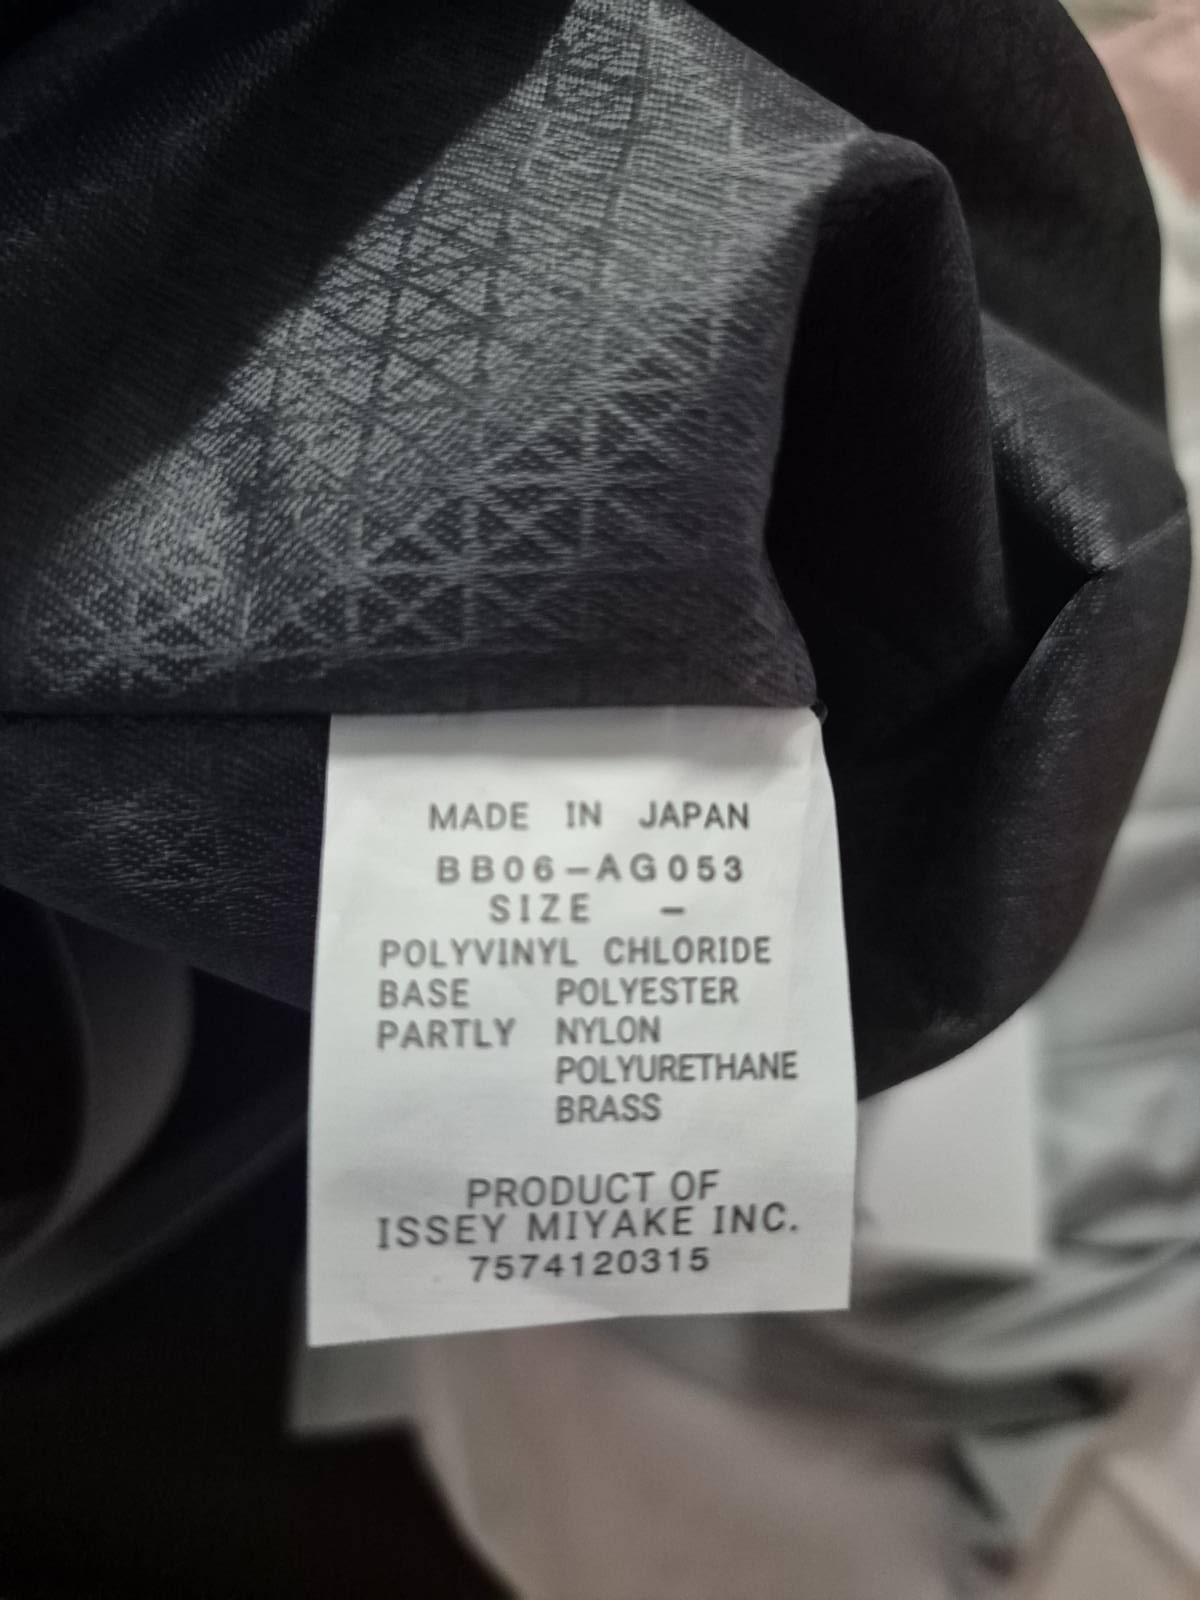 MADE IN JAPAN
BB06-AG053
SIZE -
POLYVINYL CHLORIDE
BASE POLYESTER
PARTLY NYLON
POLYURETHANE
BRASS
PRODUCT OF
ISSEY MIYAKE INC.
7574120315